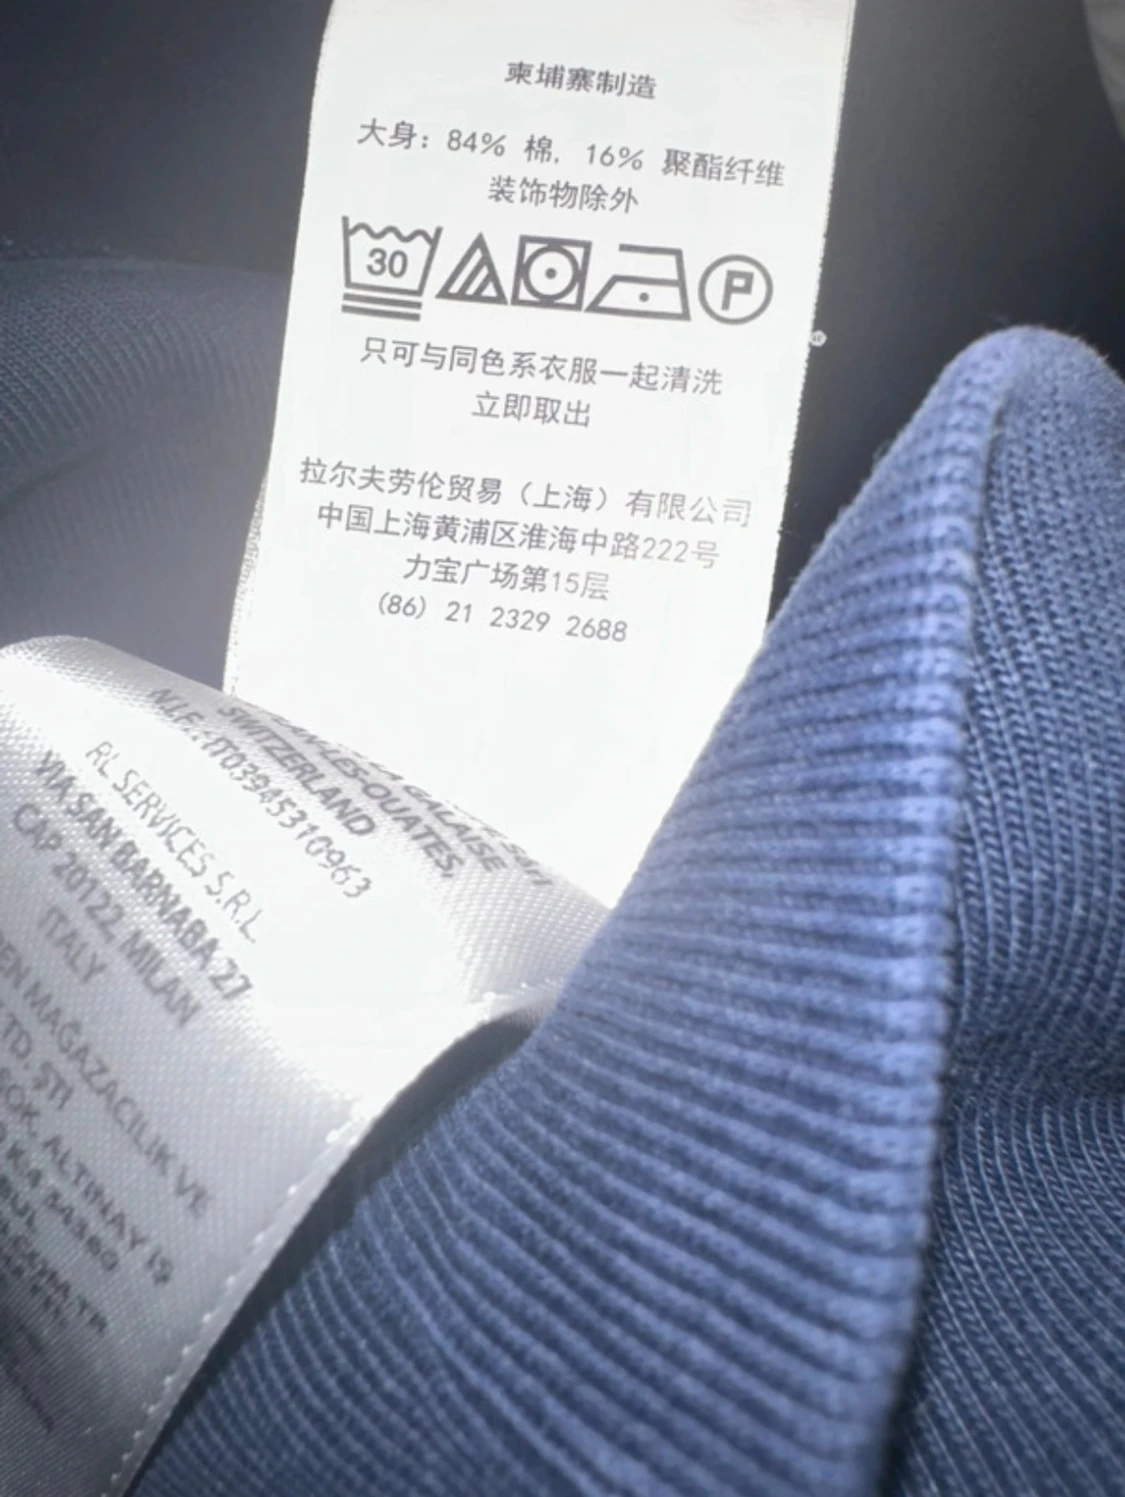 柬埔寨制造
大身：84% 棉，16% 聚酯纤维
装饰物除外
30
P
只可与同色系衣服一起清洗
立即取出
拉尔夫劳伦贸易（上海）有限公司
中国上海黄浦区淮海中路222号
力宝广场第15层
(86) 21 2329 2688
GALAISE
SWITZERLAND
N.I.F. IT03945310963
RL SERVICES S.R.L.
VIA SAN BARNABA 27
CAP 20122, MILAN
ITALY
MAĞAZACILIK VE
ŞTİ
SOK. ALTINAY İŞ